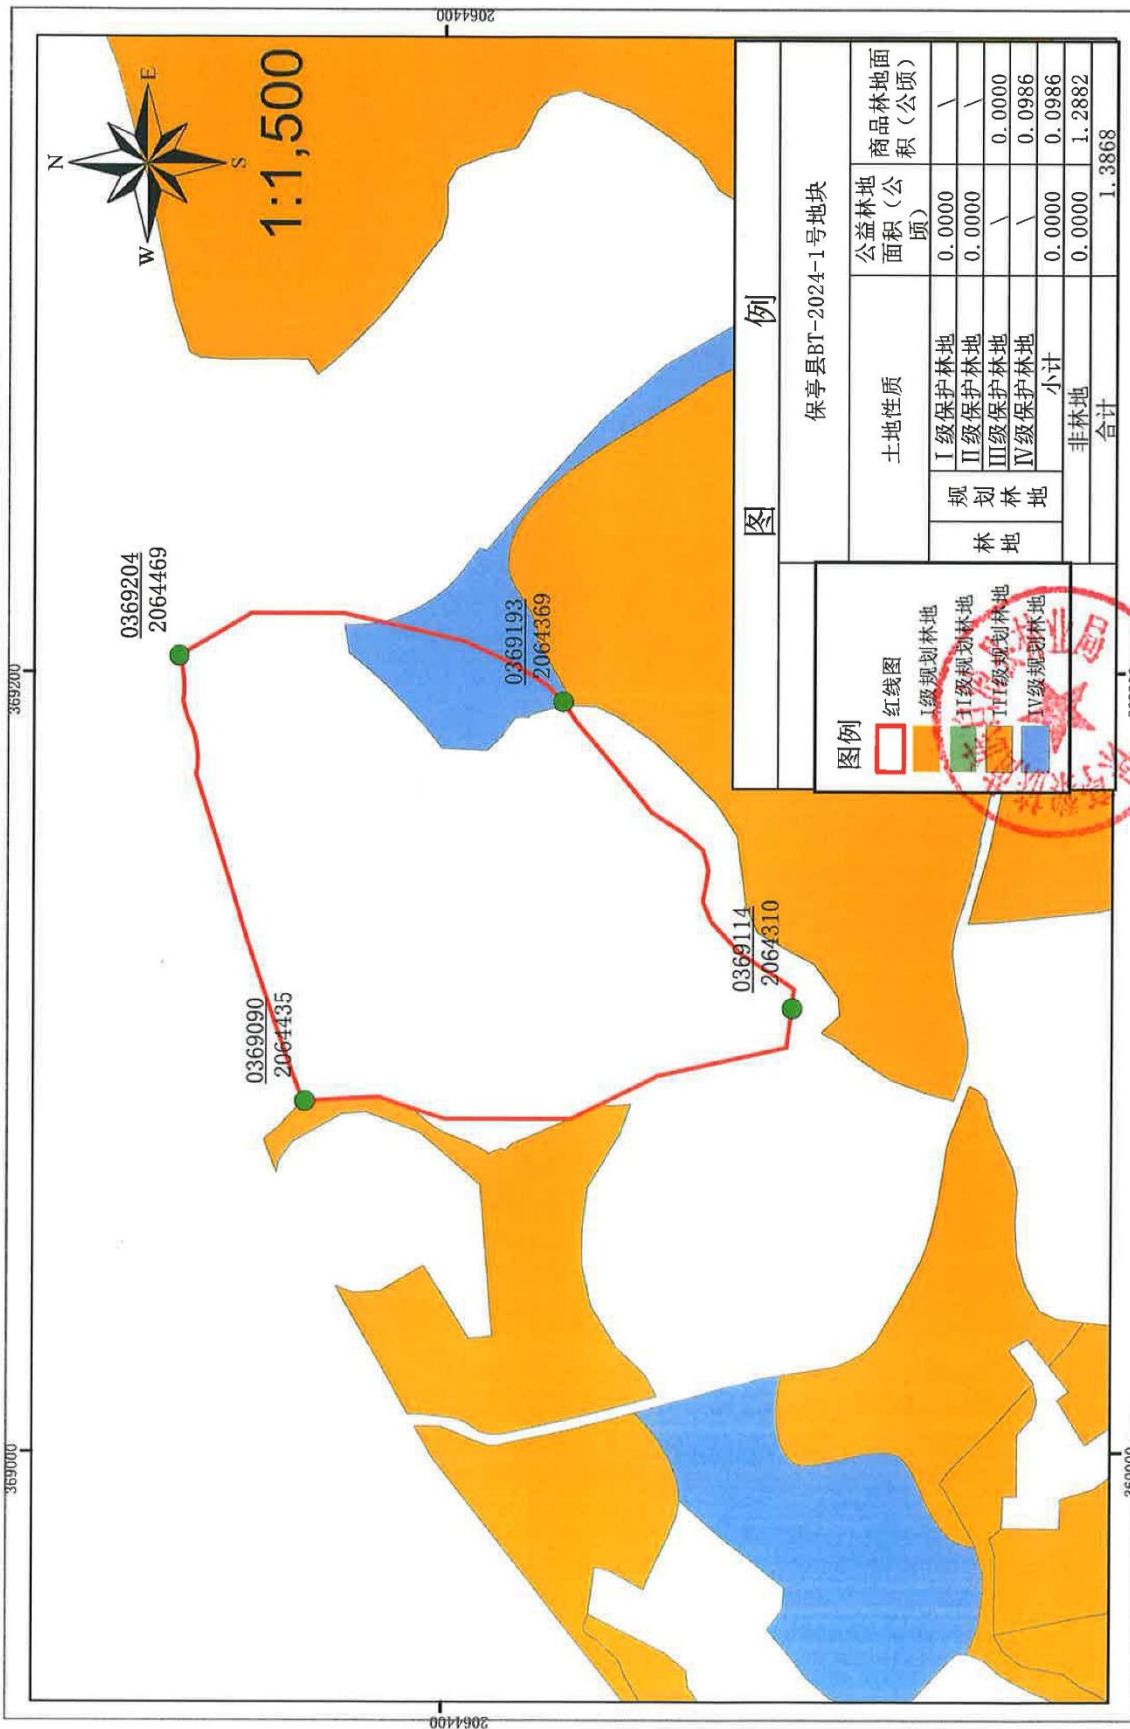 2064400
N
E
S
W
1:1,500
369200
0369204
2064469
0369193
2064369
0369090
2064435
0369114
2064310
369000
图 例
保亭县BT-2024-1号地块
土地性质 公益林地面积（公顷） 商品林地面积（公顷）
林地 规划林地 I级保护林地 0.0000 \
II级保护林地 0.0000 \
III级保护林地 \ 0.0000
IV级保护林地 \ 0.0986
小计 0.0000 0.0986
非林地 0.0000 1.2882
合计 1.3868
图例
红线图
I级规划林地
II级规划林地
III级规划林地
IV级规划林地
369000
2064400